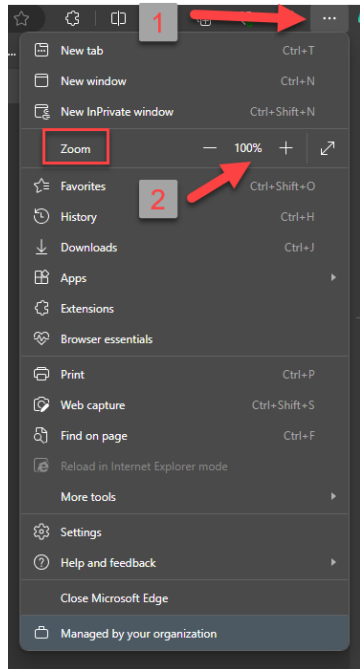 1
...
New tab Ctrl+T
New window Ctrl+N
New InPrivate window Ctrl+Shift+N
Zoom — 100% +
Favorites Ctrl+Shift+O
2
History Ctrl+H
Downloads Ctrl+J
Apps
Extensions
Browser essentials
Print Ctrl+P
Web capture Ctrl+Shift+S
Find on page Ctrl+F
Reload in Internet Explorer mode
More tools
Settings
Help and feedback
Close Microsoft Edge
Managed by your organization